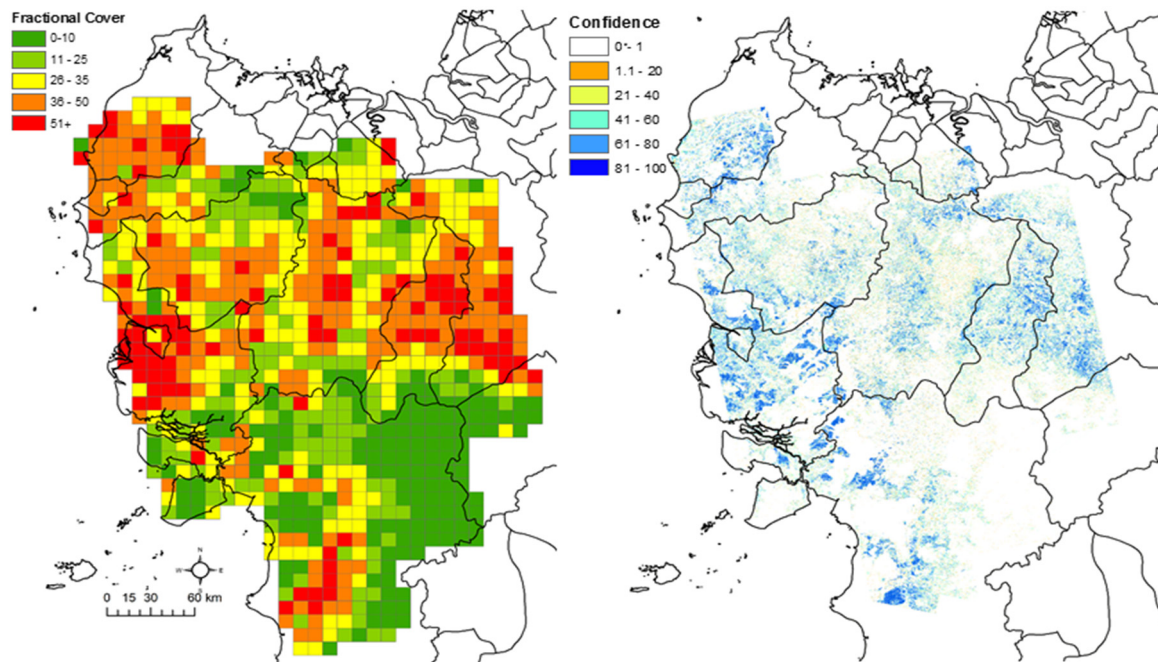 Fractional Cover
0-10
11 - 25
26 - 35
36 - 50
51+
N
W E
S
0 15 30 60 km
Confidence
0 - 1
1.1 - 20
21 - 40
41 - 60
61 - 80
81 - 100